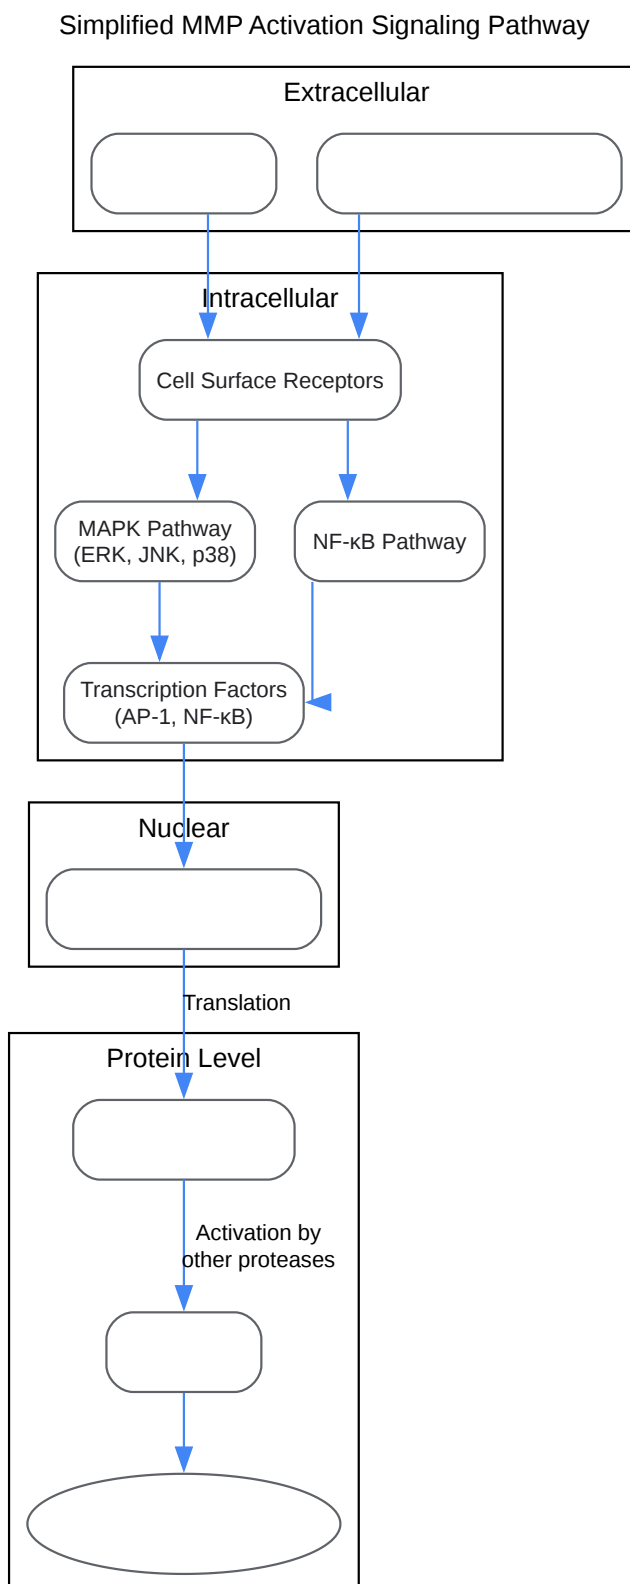 Simplified MMP Activation Signaling Pathway
Extracellular
Intracellular
Cell Surface Receptors
MAPK Pathway
(ERK, JNK, p38)
NF-κB Pathway
Transcription Factors
(AP-1, NF-κB)
Nuclear
Translation
Protein Level
Activation by
other proteases